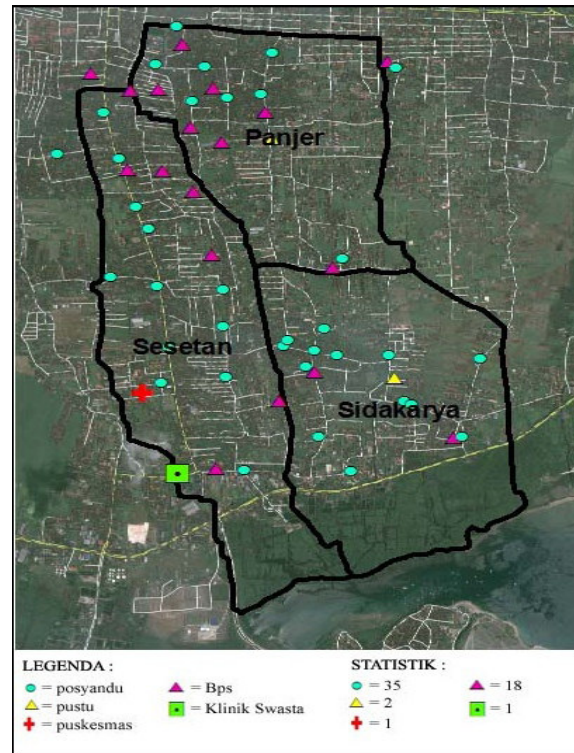 Panjer
Sesetan
Sidakarya
LEGENDA :
= posyandu
= pustu
= puskesmas
= Bps
= Klinik Swasta
STATISTIK :
= 35
= 2
= 1
= 18
= 1